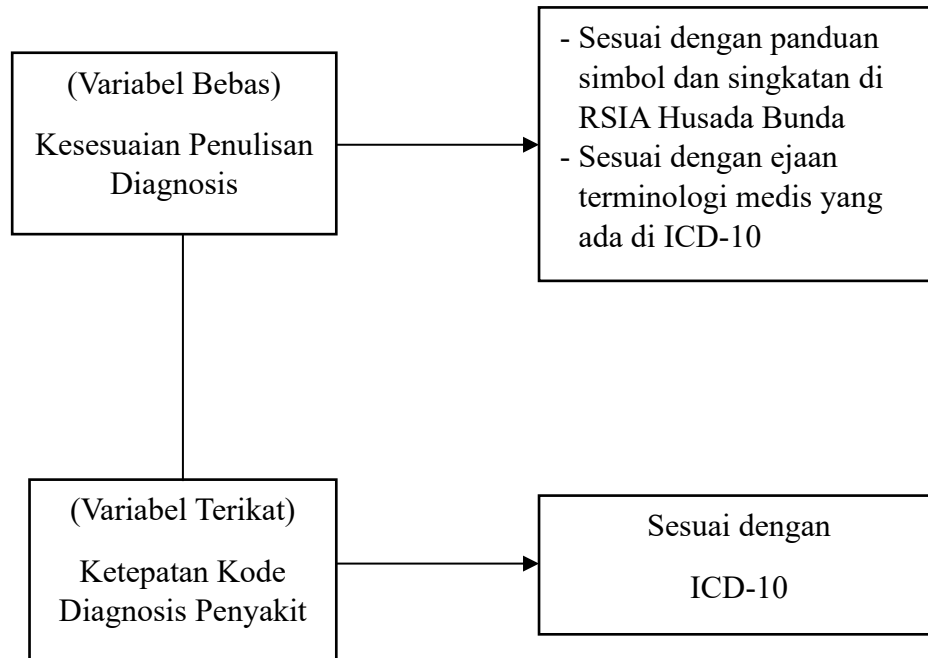 (Variabel Bebas)
Kesesuaian Penulisan
Diagnosis
- Sesuai dengan panduan
simbol dan singkatan di
RSIA Husada Bunda
- Sesuai dengan ejaan
terminologi medis yang
ada di ICD-10
(Variabel Terikat)
Ketepatan Kode
Diagnosis Penyakit
Sesuai dengan
ICD-10